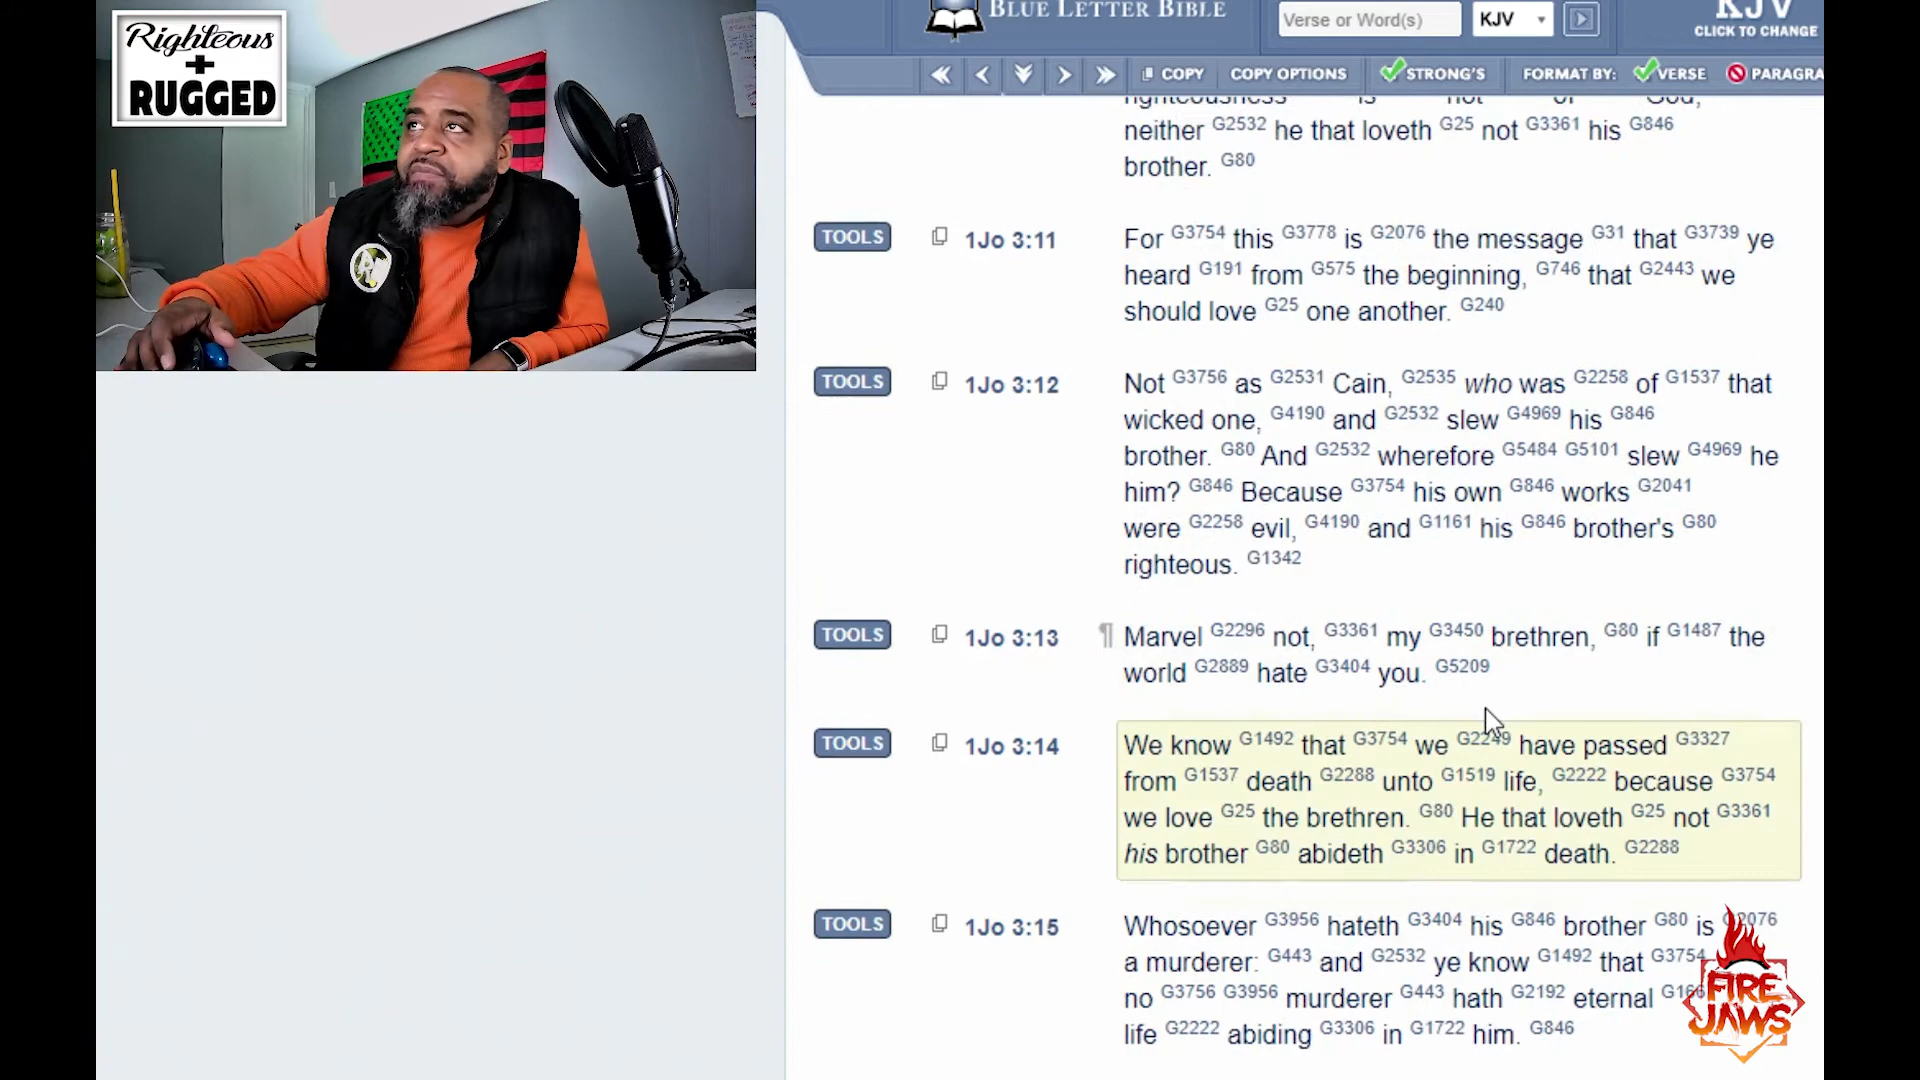 Righteous
+
RUGGED
BLUE LETTER BIBLE
Verse or Word(s)
KJV
KJV
CLICK TO CHANGE
COPY
COPY OPTIONS
STRONG'S
FORMAT BY:
VERSE
PARAGRA
righteousness is not of God,
neither G2532 he that loveth G25 not G3361 his G846
brother. G80
TOOLS
1Jo 3:11
For G3754 this G3778 is G2076 the message G31 that G3739 ye
heard G191 from G575 the beginning, G746 that G2443 we
should love G25 one another. G240
TOOLS
1Jo 3:12
Not G3756 as G2531 Cain, G2535 who was G2258 of G1537 that
wicked one, G4190 and G2532 slew G4969 his G846
brother. G80 And G2532 wherefore G5484 G5101 slew G4969 he
him? G846 Because G3754 his own G846 works G2041
were G2258 evil, G4190 and G1161 his G846 brother's G80
righteous. G1342
TOOLS
1Jo 3:13
¶ Marvel G2296 not, G3361 my G3450 brethren, G80 if G1487 the
world G2889 hate G3404 you. G5209
TOOLS
1Jo 3:14
We know G1492 that G3754 we G2249 have passed G3327
from G1537 death G2288 unto G1519 life, G2222 because G3754
we love G25 the brethren. G80 He that loveth G25 not G3361
his brother G80 abideth G3306 in G1722 death. G2288
TOOLS
1Jo 3:15
Whosoever G3956 hateth G3404 his G846 brother G80 is G2076
a murderer: G443 and G2532 ye know G1492 that G3754
no G3756 G3956 murderer G443 hath G2192 eternal G166
life G2222 abiding G3306 in G1722 him. G846
FIRE
JAWS